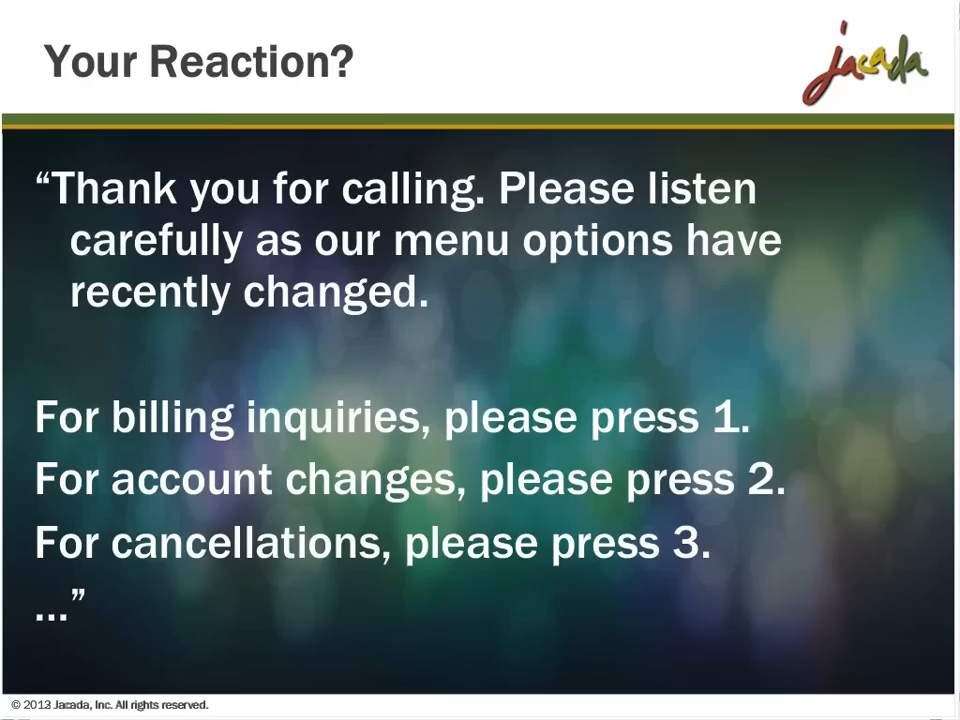 Your Reaction?
jacada
“Thank you for calling. Please listen
carefully as our menu options have
recently changed.
For billing inquiries, please press 1.
For account changes, please press 2.
For cancellations, please press 3.
...”
© 2013 Jacada, Inc. All rights reserved.